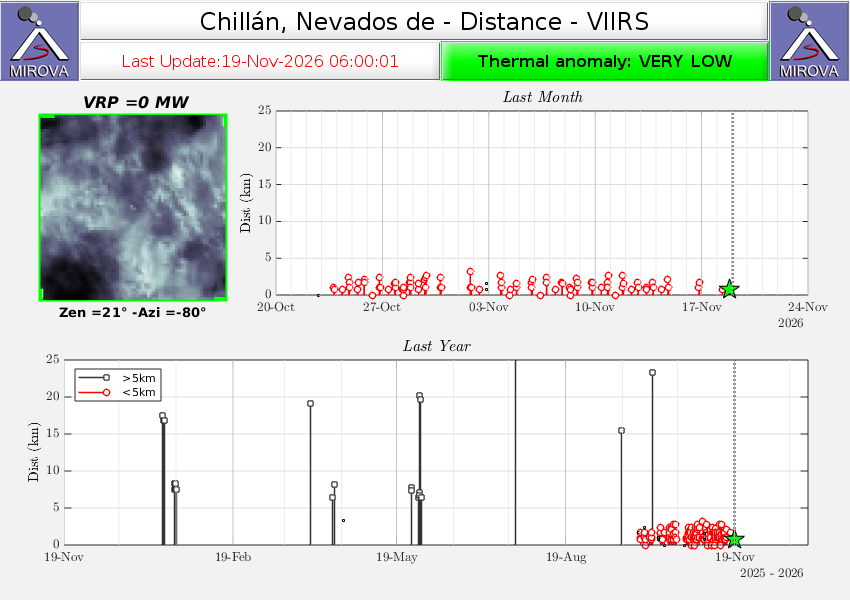 Chillán, Nevados de - Distance - VIIRS
MIROVA
Last Update:19-Nov-2026 06:00:01
Thermal anomaly: VERY LOW
MIROVA
VRP =0 MW
Zen =21° -Azi =-80°
Last Month
Dist (km)
25
20
15
10
5
0
20-Oct
27-Oct
03-Nov
10-Nov
17-Nov
24-Nov
2026
Last Year
Dist (km)
25
20
15
10
5
0
>5km
<5km
19-Nov
19-Feb
19-May
19-Aug
19-Nov
2025 - 2026